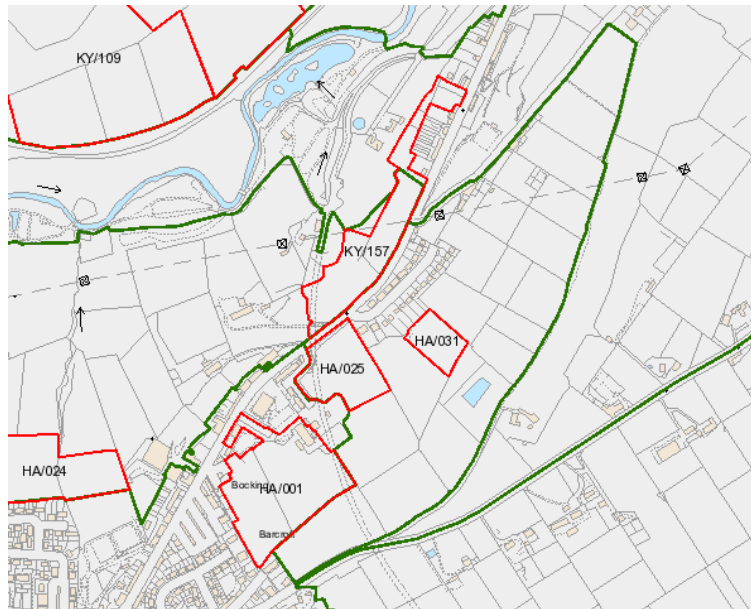 KY/109
KY/157
HA/031
HA/025
HA/024
HA/001
Bocking
Barcroft